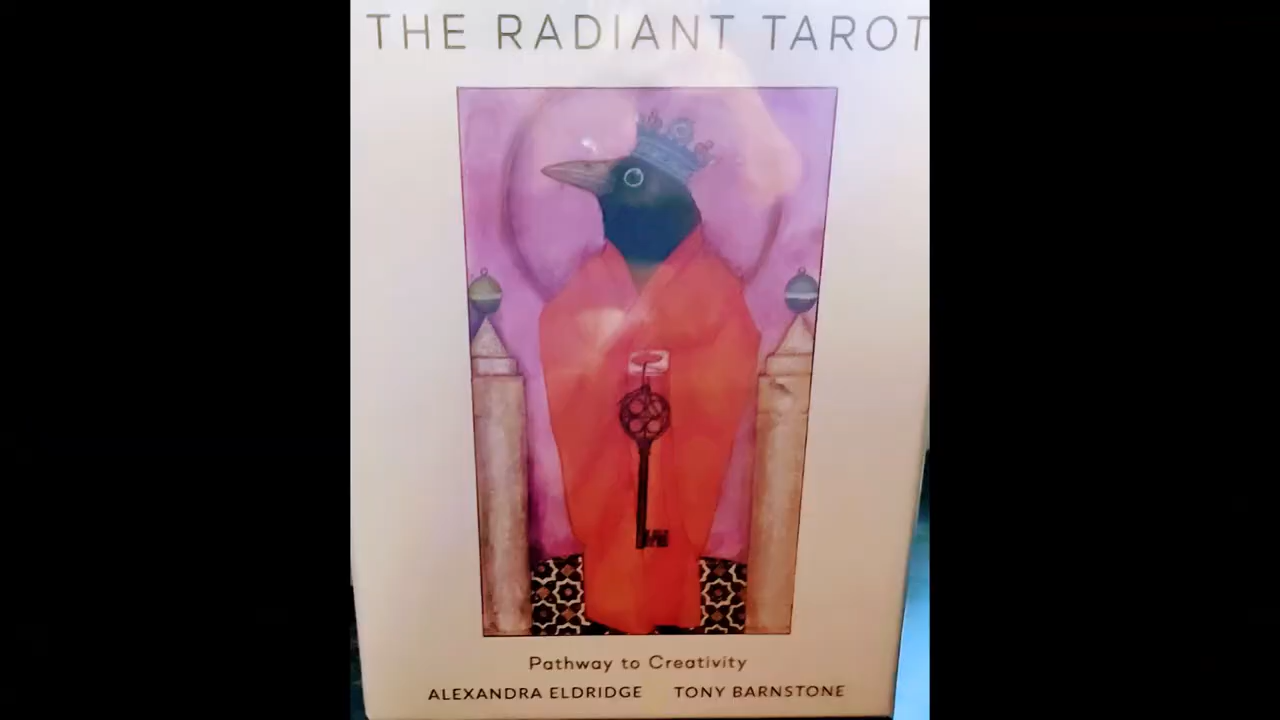 THE RADIANT TAROT
Pathway to Creativity
ALEXANDRA ELDRIDGE TONY BARNSTONE